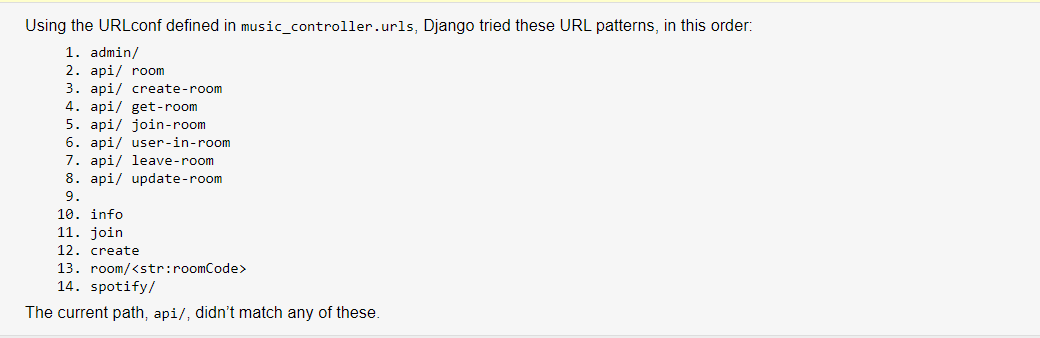 Using the URLconf defined in music_controller.urls, Django tried these URL patterns, in this order:
1. admin/
2. api/ room
3. api/ create-room
4. api/ get-room
5. api/ join-room
6. api/ user-in-room
7. api/ leave-room
8. api/ update-room
9.
10. info
11. join
12. create
13. room/<str:roomCode>
14. spotify/
The current path, api/, didn’t match any of these.